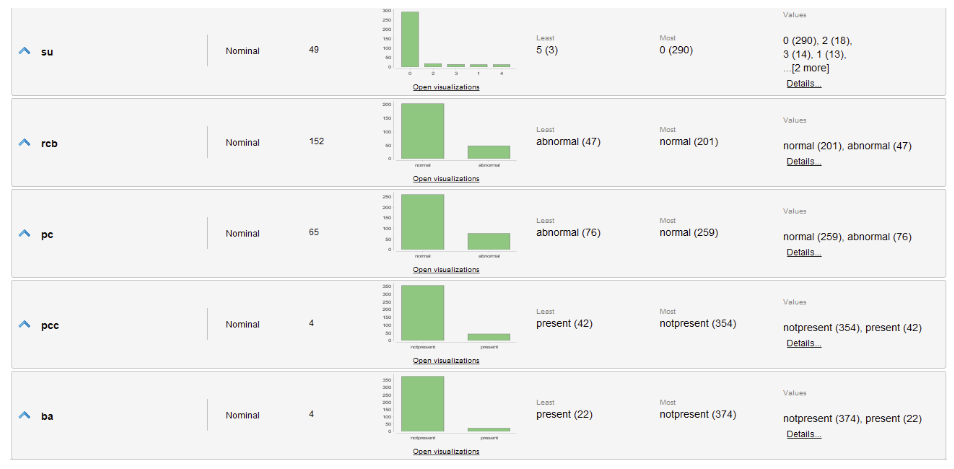 su
Nominal
49
300
250
200
150
100
50
0
0 2 3 1 4
Open visualizations
Least
5 (3)
Most
0 (290)
Values
0 (290), 2 (18),
3 (14), 1 (13),
...[2 more]
Details...
rcb
Nominal
152
200
150
100
50
0
normal abnormal
Open visualizations
Least
abnormal (47)
Most
normal (201)
Values
normal (201), abnormal (47)
Details...
pc
Nominal
65
250
200
150
100
50
0
normal abnormal
Open visualizations
Least
abnormal (76)
Most
normal (259)
Values
normal (259), abnormal (76)
Details...
pcc
Nominal
4
350
300
250
200
150
100
50
0
notpresent present
Open visualizations
Least
present (42)
Most
notpresent (354)
Values
notpresent (354), present (42)
Details...
ba
Nominal
4
350
300
250
200
150
100
50
0
notpresent present
Open visualizations
Least
present (22)
Most
notpresent (374)
Values
notpresent (374), present (22)
Details...